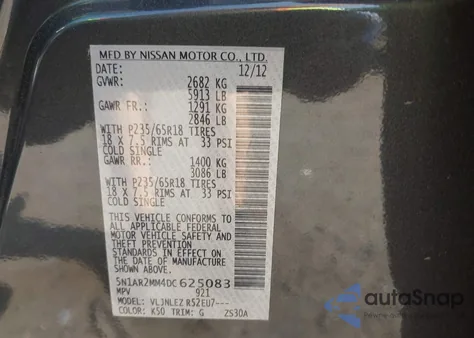 MFD BY NISSAN MOTOR CO., LTD.
DATE: 12/12
GVWR: 2682 KG
5913 LB
GAWR FR: 1291 KG
2846 LB
WITH P235/65R18 TIRES
18 X 7.5 RIMS AT 33 PSI
COLD SINGLE
GAWR RR: 1400 KG
3086 LB
WITH P235/65R18 TIRES
18 X 7.5 RIMS AT 33 PSI
COLD SINGLE
THIS VEHICLE CONFORMS TO
ALL APPLICABLE FEDERAL
MOTOR VEHICLE SAFETY AND
THEFT PREVENTION
STANDARDS IN EFFECT ON
THE DATE OF MANUFACTURE
SHOWN ABOVE.
5N1AR2MM4DC625083
MPV 921
MODEL: VLJNLEZ R52EU7---
COLOR: K50 TRIM: G ZS30A
autaSnap